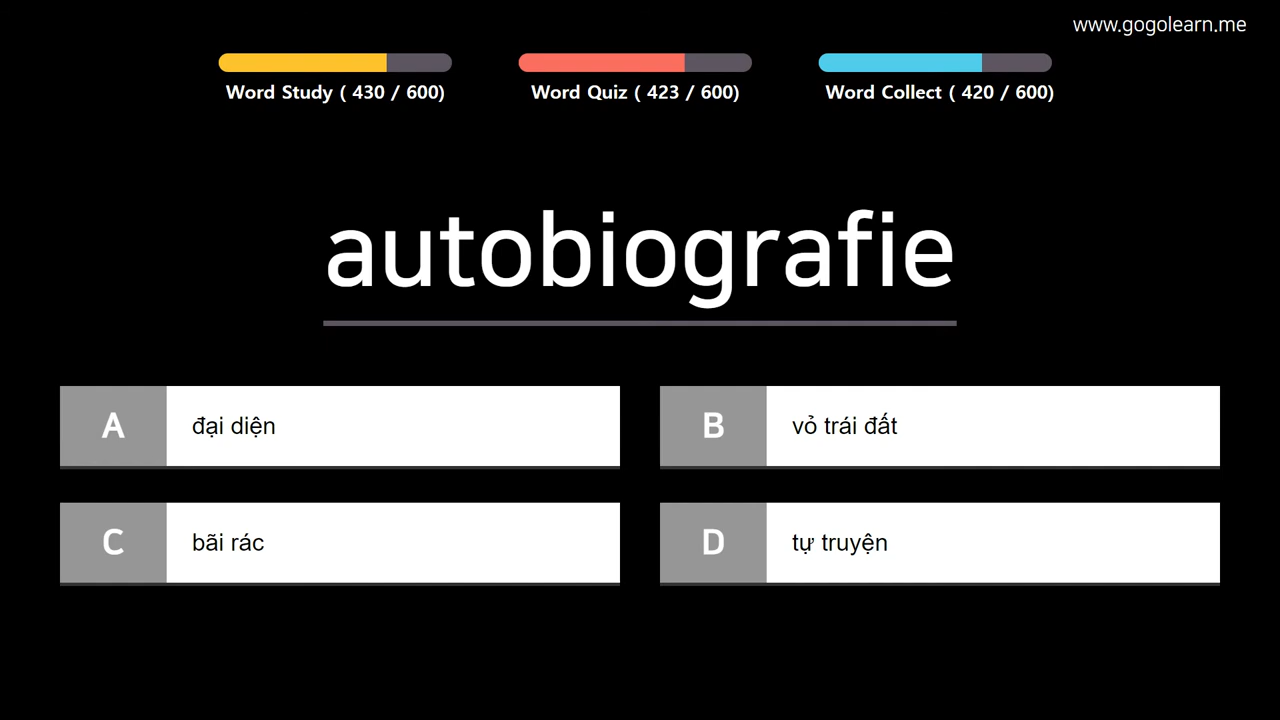 www.gogolearn.me
Word Study ( 430 / 600)
Word Quiz ( 423 / 600)
Word Collect ( 420 / 600)
autobiografie
A
đại diện
B
vỏ trái đất
C
bãi rác
D
tự truyện